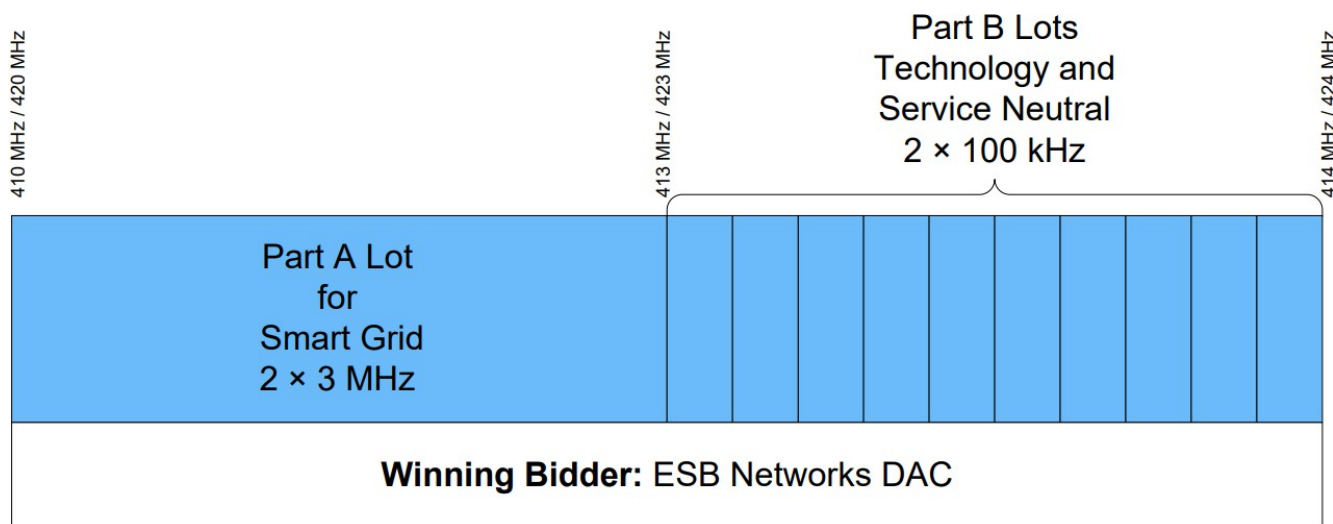 410 MHz / 420 MHz
413 MHz / 423 MHz
Part B Lots
Technology and
Service Neutral
2 × 100 kHz
414 MHz / 424 MHz
Part A Lot
for
Smart Grid
2 × 3 MHz
Winning Bidder: ESB Networks DAC